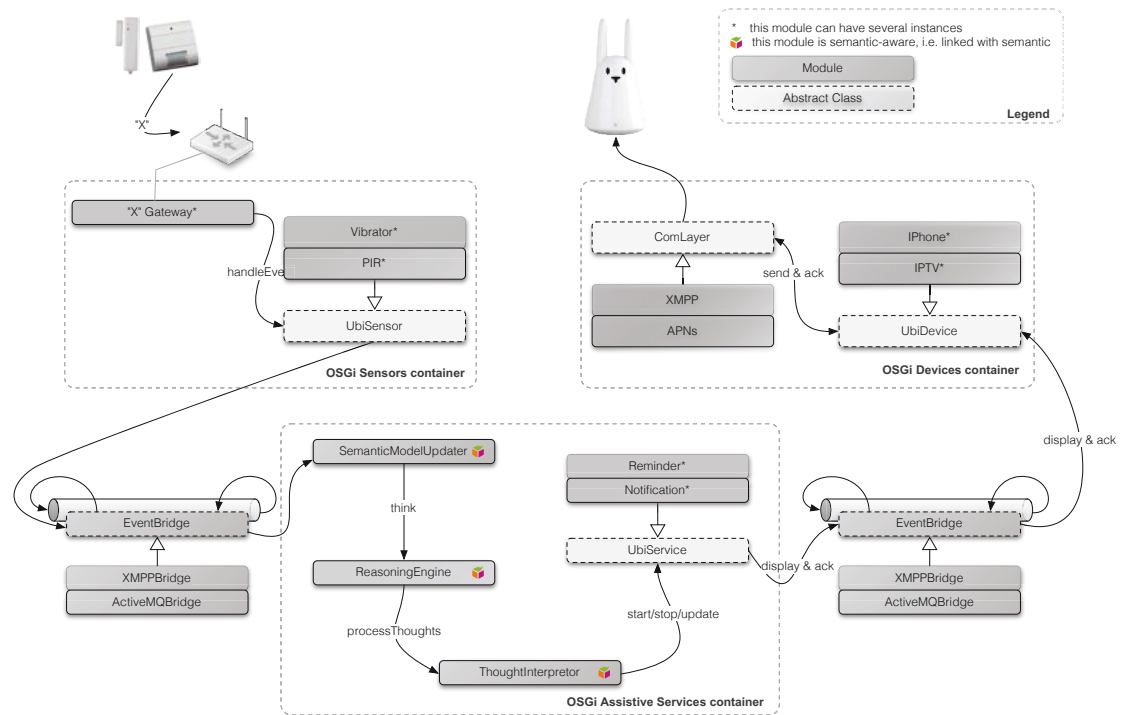 * this module can have several instances
this module is semantic-aware, i.e. linked with semantic
Module
Abstract Class
Legend
"X"
"X" Gateway*
Vibrator*
PIR*
handleEve
UbiSensor
OSGi Sensors container
ComLayer
IPhone*
IPTV*
send & ack
XMPP
APNs
UbiDevice
OSGi Devices container
display & ack
SemanticModelUpdater
Reminder*
Notification*
think
EventBridge
XMPPBridge
ActiveMQBridge
UbiService
display & ack
ReasoningEngine
start/stop/update
processThoughts
ThoughtInterpretor
OSGi Assistive Services container
EventBridge
XMPPBridge
ActiveMQBridge